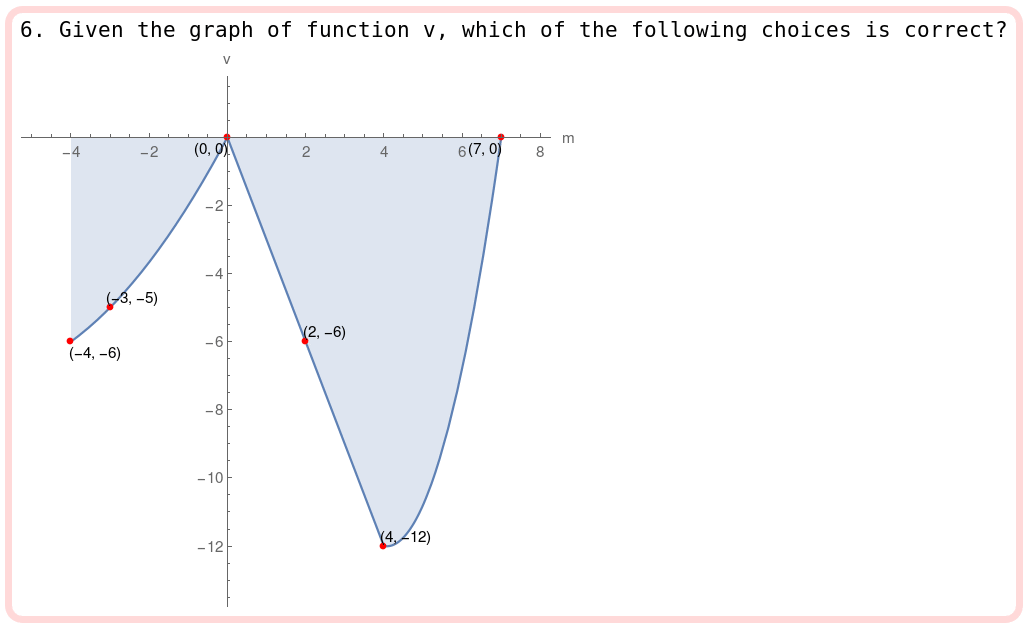 6. Given the graph of function v, which of the following choices is correct?
v
m
−4 −2 2 4 6 8
(0, 0) (7, 0)
−2
−4
(−3, −5)
(2, −6)
−6
(−4, −6)
−8
−10
(4, −12)
−12